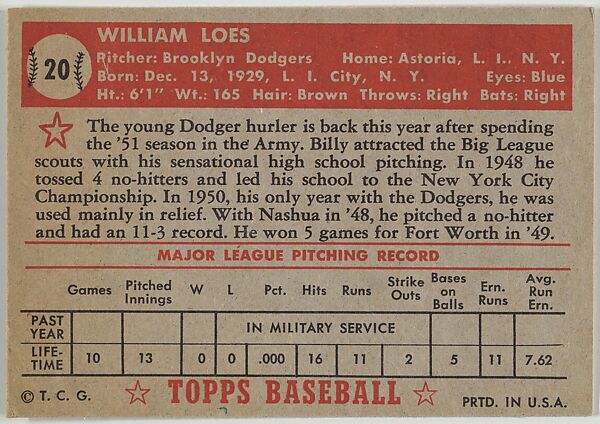 20
WILLIAM LOES
Pitcher: Brooklyn Dodgers Home: Astoria, L. I., N. Y.
Born: Dec. 13, 1929, L. I. City, N. Y. Eyes: Blue
Ht.: 6'1" Wt.: 165 Hair: Brown Throws: Right Bats: Right
The young Dodger hurler is back this year after spending
the '51 season in the Army. Billy attracted the Big League
scouts with his sensational high school pitching. In 1948 he
tossed 4 no-hitters and led his school to the New York City
Championship. In 1950, his only year with the Dodgers, he was
used mainly in relief. With Nashua in '48, he pitched a no-hitter
and had an 11-3 record. He won 5 games for Fort Worth in '49.
MAJOR LEAGUE PITCHING RECORD
Games Pitched Innings W L Pct. Hits Runs Strike Outs Bases on Balls Ern. Runs Avg. Run Ern.
PAST YEAR IN MILITARY SERVICE
LIFE-TIME 10 13 0 0 .000 16 11 2 5 11 7.62
© T. C. G. ☆ TOPPS BASEBALL ☆ PRTD. IN U.S.A.